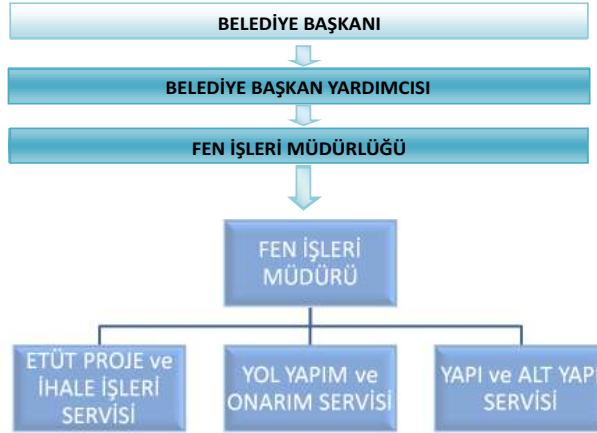 BELEDİYE BAŞKANI
BELEDİYE BAŞKAN YARDIMCISI
FEN İŞLERİ MÜDÜRLÜĞÜ
FEN İŞLERİ
MÜDÜRÜ
ETÜT PROJE ve
İHALE İŞLERİ
SERVİSİ
YOL YAPIM ve
ONARIM SERVİSİ
YAPI ve ALT YAPI
SERVİSİ